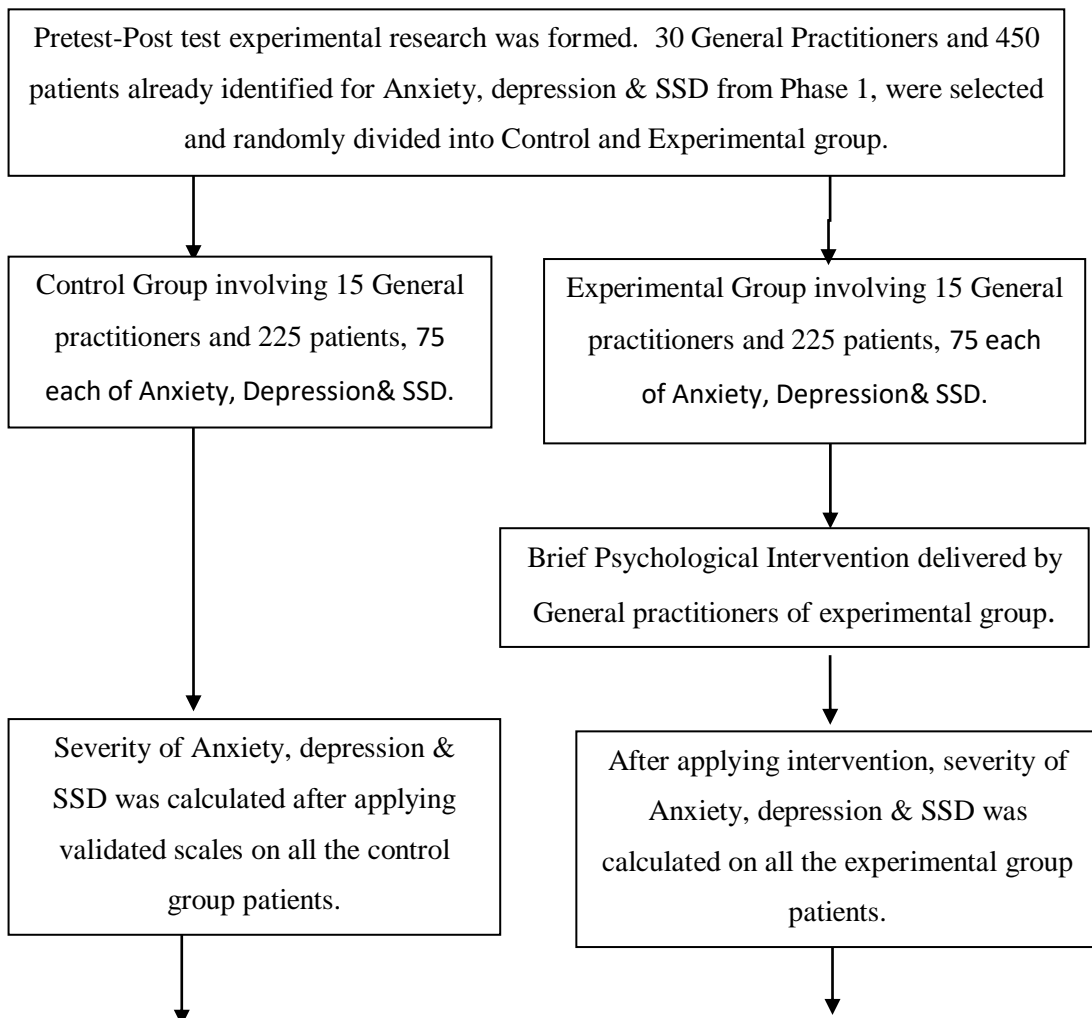 Pretest-Post test experimental research was formed. 30 General Practitioners and 450
patients already identified for Anxiety, depression & SSD from Phase 1, were selected
and randomly divided into Control and Experimental group.
Control Group involving 15 General
practitioners and 225 patients, 75
each of Anxiety, Depression& SSD.
Experimental Group involving 15 General
practitioners and 225 patients, 75 each
of Anxiety, Depression& SSD.
Brief Psychological Intervention delivered by
General practitioners of experimental group.
Severity of Anxiety, depression &
SSD was calculated after applying
validated scales on all the control
group patients.
After applying intervention, severity of
Anxiety, depression & SSD was
calculated on all the experimental group
patients.